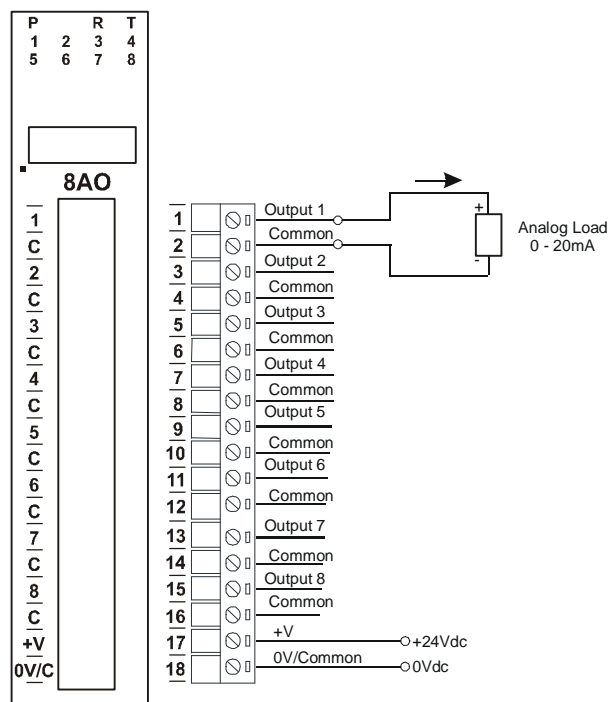 P R T
1 2 3 4
5 6 7 8
8AO
1
C
2
C
3
C
4
C
5
C
6
C
7
C
8
C
+V
0V/C
1 Output 1
2 Common
3 Output 2
4 Common
5 Output 3
6 Common
7 Output 4
8 Common
9 Output 5
10 Common
11 Output 6
12 Common
13 Output 7
14 Common
15 Output 8
16 Common
17 +V +24Vdc
18 0V/Common 0Vdc
+
-
Analog Load
0 - 20mA